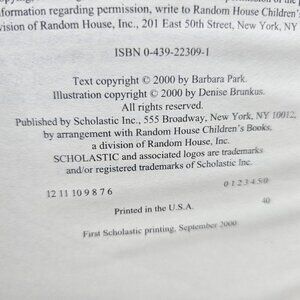 information regarding permission, write to Random House Children's
vision of Random House, Inc., 201 East 50th Street, New York, NY
ISBN 0-439-22309-1
Text copyright © 2000 by Barbara Park.
Illustration copyright © 2000 by Denise Brunkus.
All rights reserved.
Published by Scholastic Inc., 555 Broadway, New York, NY
by arrangement with Random House Children's Books,
a division of Random House, Inc.
SCHOLASTIC and associated logos are trademarks
and/or registered trademarks of Scholastic Inc.
12 11 10 9 8 7 6 0 1 2 3 4 5/0
Printed in the U.S.A. 40
First Scholastic printing, September 2000